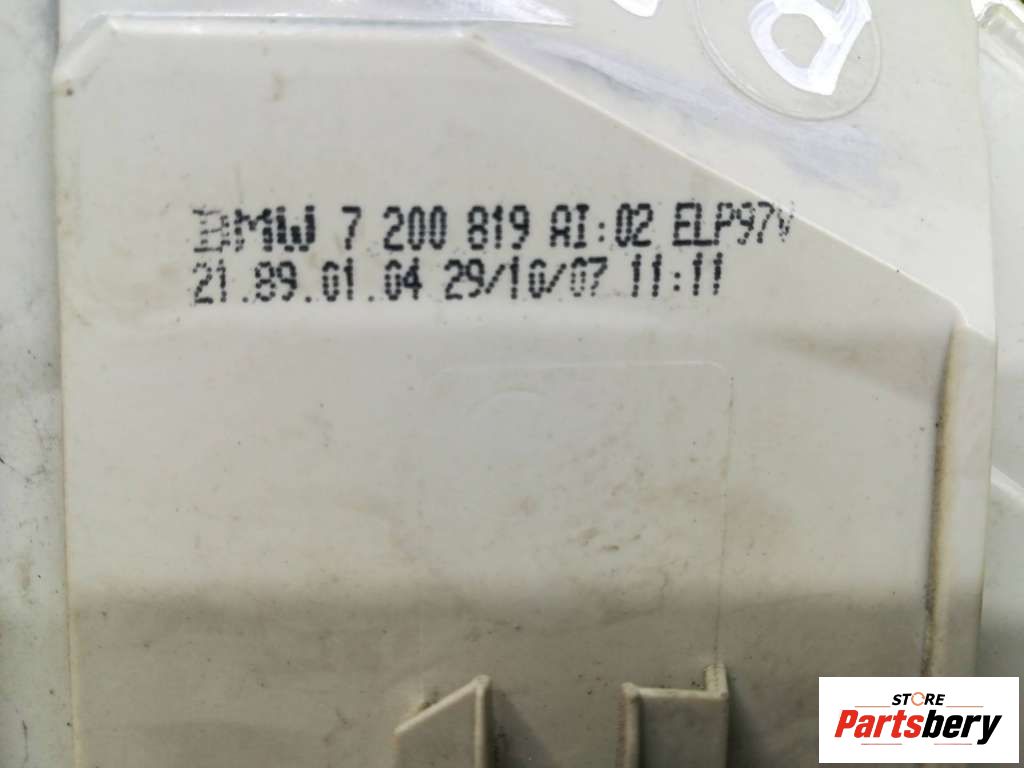 BMW 7 200 819 AI:02 ELP97V
21.89.01.04 29/10/07 11:11
STORE
Partsbery